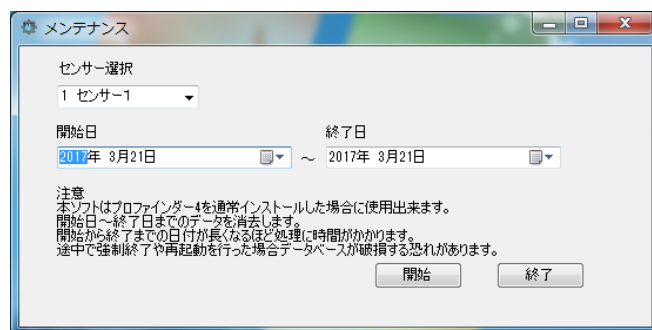 メンテナンス
センサー選択
1 センサー1
開始日
終了日
2017年 3月21日 ～ 2017年 3月21日
注意
本ソフトはプロファインダー4を通常インストールした場合に使用出来ます。
開始日～終了日までのデータを消去します。
開始から終了までの日付が長くなるほど処理に時間がかかります。
途中で強制終了や再起動を行った場合データベースが破損する恐れがあります。
開始 終了